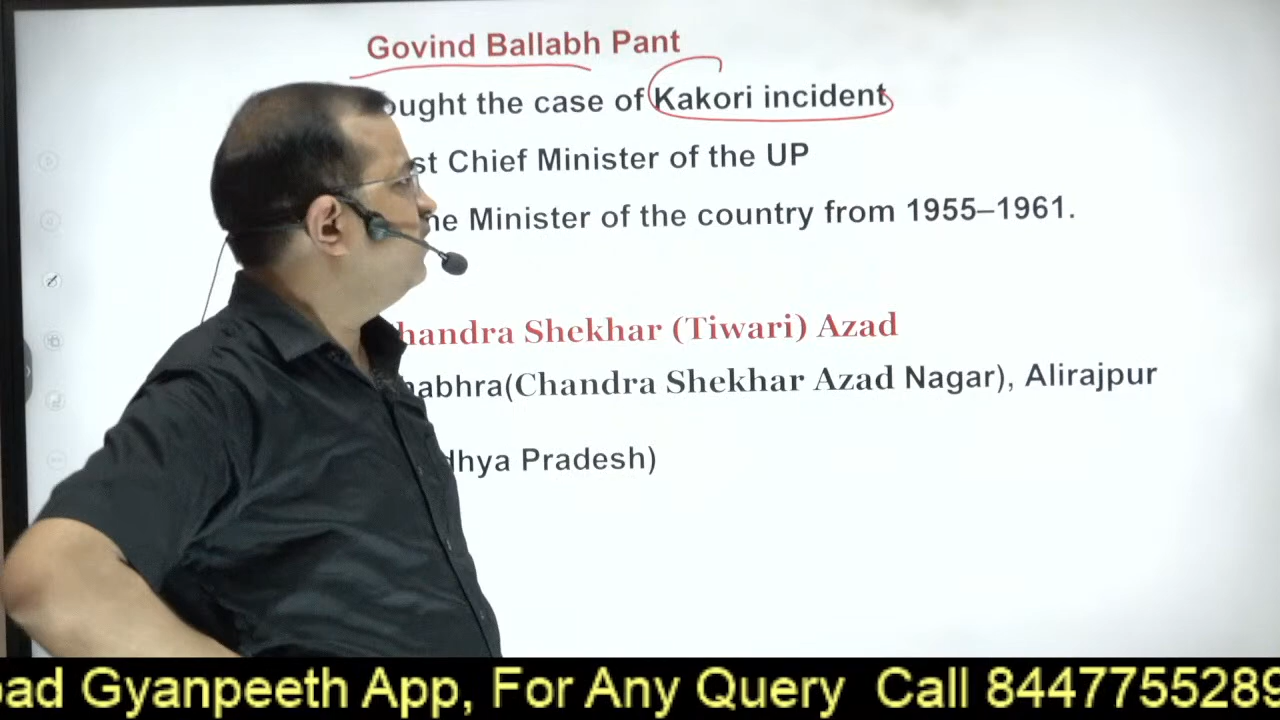 Govind Ballabh Pant
ought the case of Kakori incident
st Chief Minister of the UP
Minister of the country from 1955–1961.
handra Shekhar (Tiwari) Azad
abhra(Chandra Shekhar Azad Nagar), Alirajpur
dhya Pradesh)
oad Gyanpeeth App, For Any Query Call 8447755289